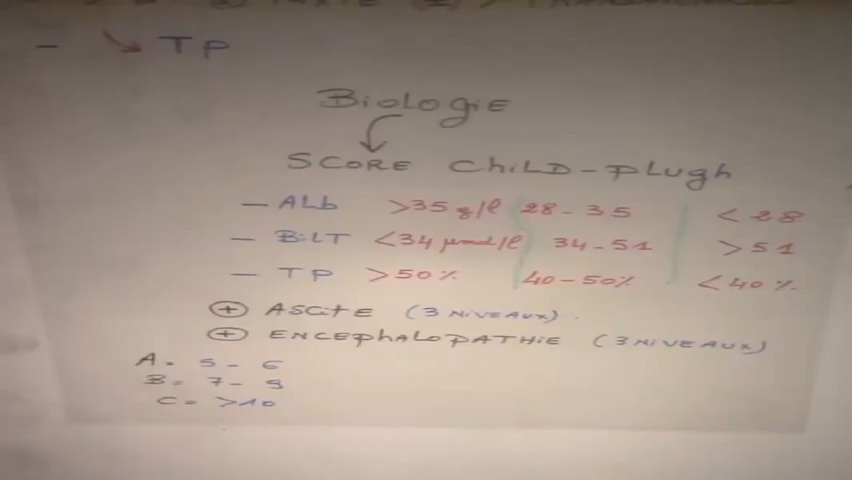 - ↘ TP
Biologie
SCORE CHILD-PLUGH
- ALb >35 g/l 28-35 <28
- BiLT <34 µmol/l 34-51 >51
- TP >50% 40-50% <40%.
⊕ ASCITE (3 NIVEAUX).
⊕ ENCEPHALOPATHIE (3 NIVEAUX)
A = 5-6
B = 7-9
C = >10